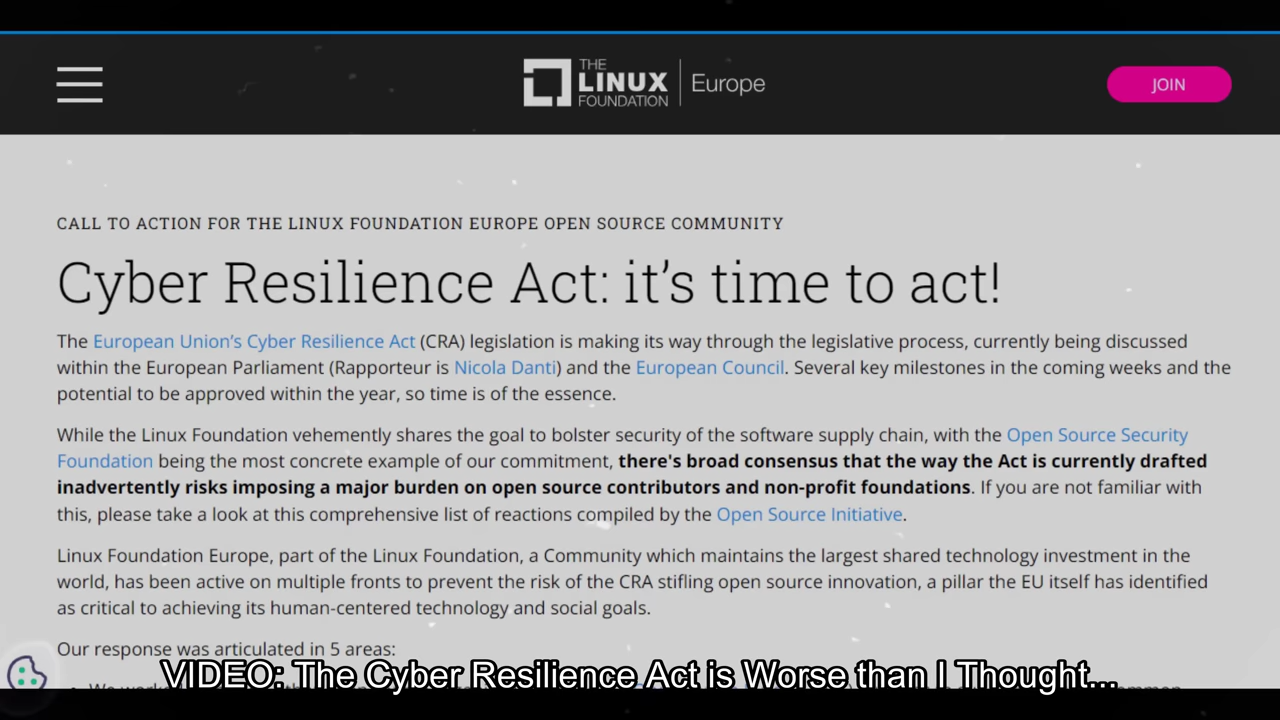 THE
LINUX
FOUNDATION
Europe
JOIN
CALL TO ACTION FOR THE LINUX FOUNDATION EUROPE OPEN SOURCE COMMUNITY
Cyber Resilience Act: it's time to act!
The European Union's Cyber Resilience Act (CRA) legislation is making its way through the legislative process, currently being discussed
within the European Parliament (Rapporteur is Nicola Danti) and the European Council. Several key milestones in the coming weeks and the
potential to be approved within the year, so time is of the essence.
While the Linux Foundation vehemently shares the goal to bolster security of the software supply chain, with the Open Source Security
Foundation being the most concrete example of our commitment, there's broad consensus that the way the Act is currently drafted
inadvertently risks imposing a major burden on open source contributors and non-profit foundations. If you are not familiar with
this, please take a look at this comprehensive list of reactions compiled by the Open Source Initiative.
Linux Foundation Europe, part of the Linux Foundation, a Community which maintains the largest shared technology investment in the
world, has been active on multiple fronts to prevent the risk of the CRA stifling open source innovation, a pillar the EU itself has identified
as critical to achieving its human-centered technology and social goals.
Our response was articulated in 5 areas:
VIDEO: The Cyber Resilience Act is Worse than I Thought...